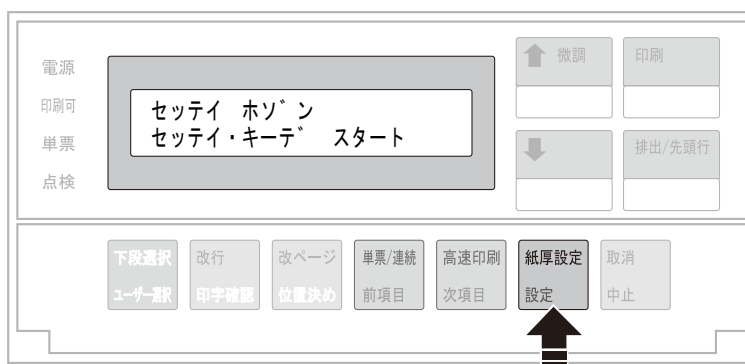 電源
印刷可
単票
点検
セッテイ ホゾン
セッテイ・キーデ スタート
微調
印刷
排出/先頭行
下段選択
ユーザー選択
改行
印字確認
改ページ
位置決め
単票/連続
前項目
高速印刷
次項目
紙厚設定
設定
取消
中止